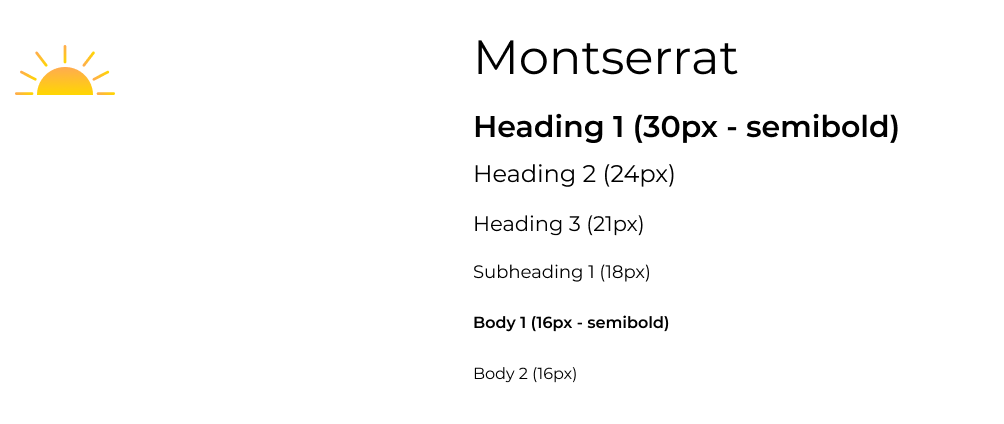 Montserrat
Heading 1 (30px - semibold)
Heading 2 (24px)
Heading 3 (21px)
Subheading 1 (18px)
Body 1 (16px - semibold)
Body 2 (16px)